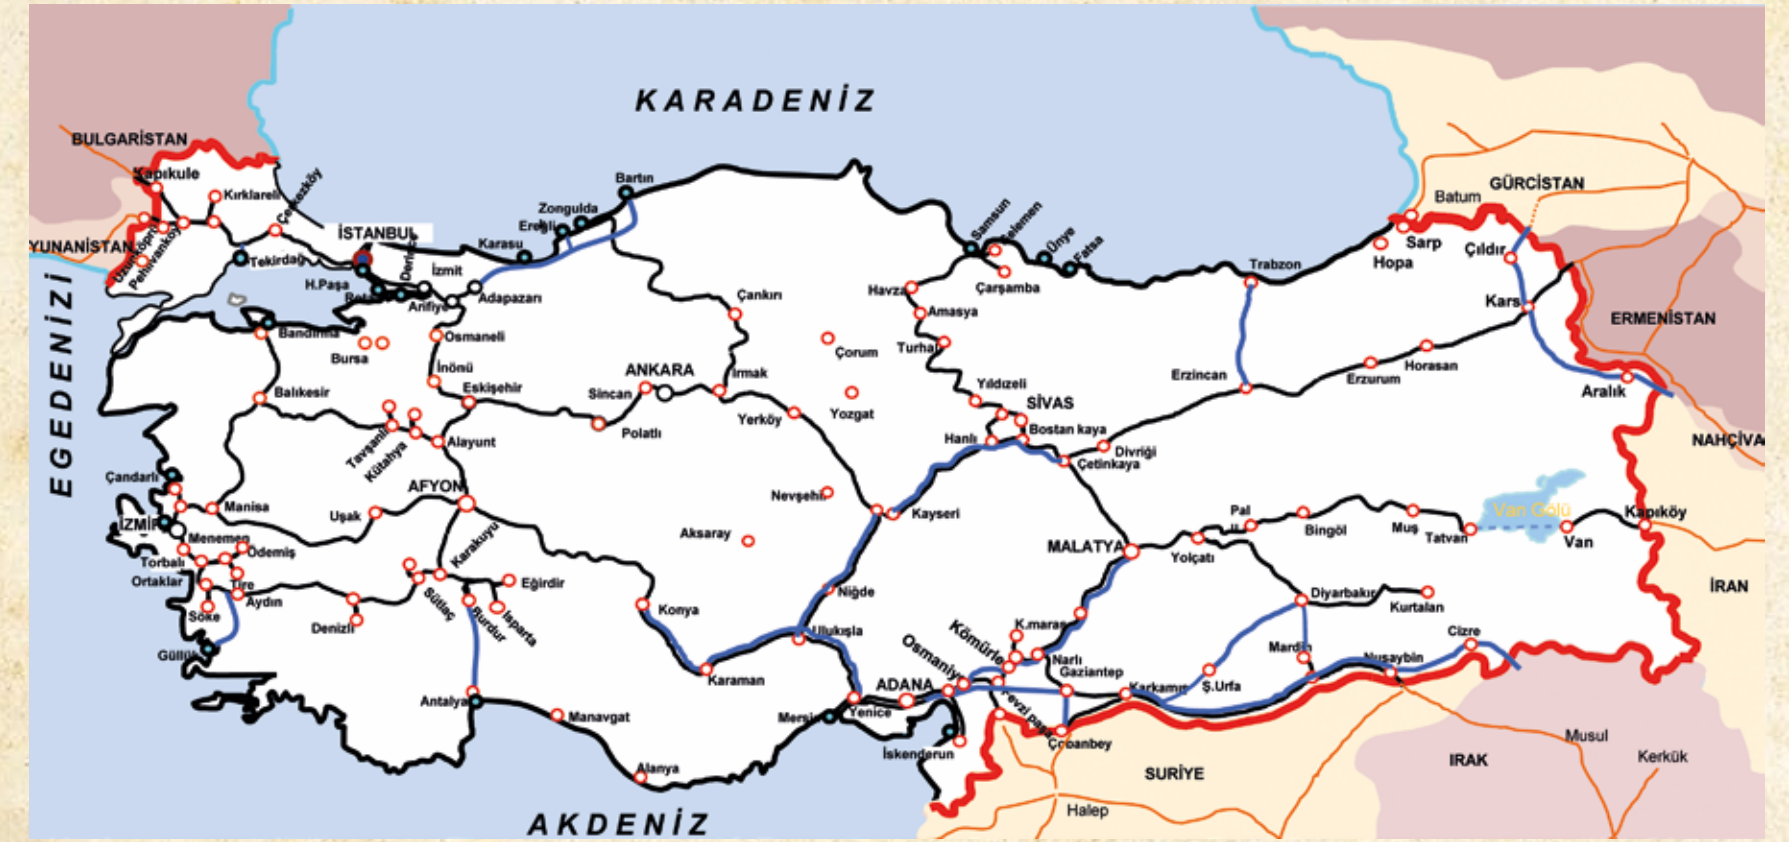 KARADENİZ
BULGARİSTAN
Kapıkule
Kırklareli
Çerkezköy
YUNANİSTAN
Uzunköprü
Pehlivanköy
Tekirdağ
İSTANBUL
H.Paşa
Derince
İzmit
Arifiye
Adapazarı
Karasu
Ereğli
Zongulda
Bartın
Samsun
Gelemen
Ünye
Fatsa
Çarşamba
Trabzon
Hopa
Sarp
Batum
GÜRCİSTAN
Çıldır
Kars
ERMENİSTAN
Aralık
NAHÇİVA
EGEDENİZİ
Bandırma
Bursa
Osmaneli
İnönü
Eskişehir
Balıkesir
Tavşanlı
Kütahya
Alayunt
Sincan
ANKARA
Polatlı
Irmak
Çankırı
Yerköy
Çorum
Yozgat
Havza
Amasya
Turhal
Yıldızeli
SİVAS
Hanlı
Bostan kaya
Divriği
Çetinkaya
Erzincan
Erzurum
Horasan
Çandarlı
Manisa
İZMİR
Menemen
Uşak
AFYON
Karakuyu
Nevşehir
Kayseri
Aksaray
MALATYA
Yolçatı
Pal
u
Bingöl
Muş
Tatvan
Van Gölü
Van
Kapıköy
İRAN
Torbalı
Ödemiş
Ortaklar
Tire
Aydın
Söke
Güllük
Denizli
Sütlaç
Burdur
Isparta
Eğirdir
Antalya
Manavgat
Alanya
Konya
Karaman
Niğde
Ulukışla
Mersin
Yenice
ADANA
Osmaniye
Kömürler
K.maraş
Narlı
Gaziantep
Fevzi paşa
İskenderun
Çobanbey
Karkamış
Ş.Urfa
Diyarbakır
Kurtalan
Mardin
Nusaybin
Cizre
SURİYE
Halep
IRAK
Musul
Kerkük
AKDENİZ